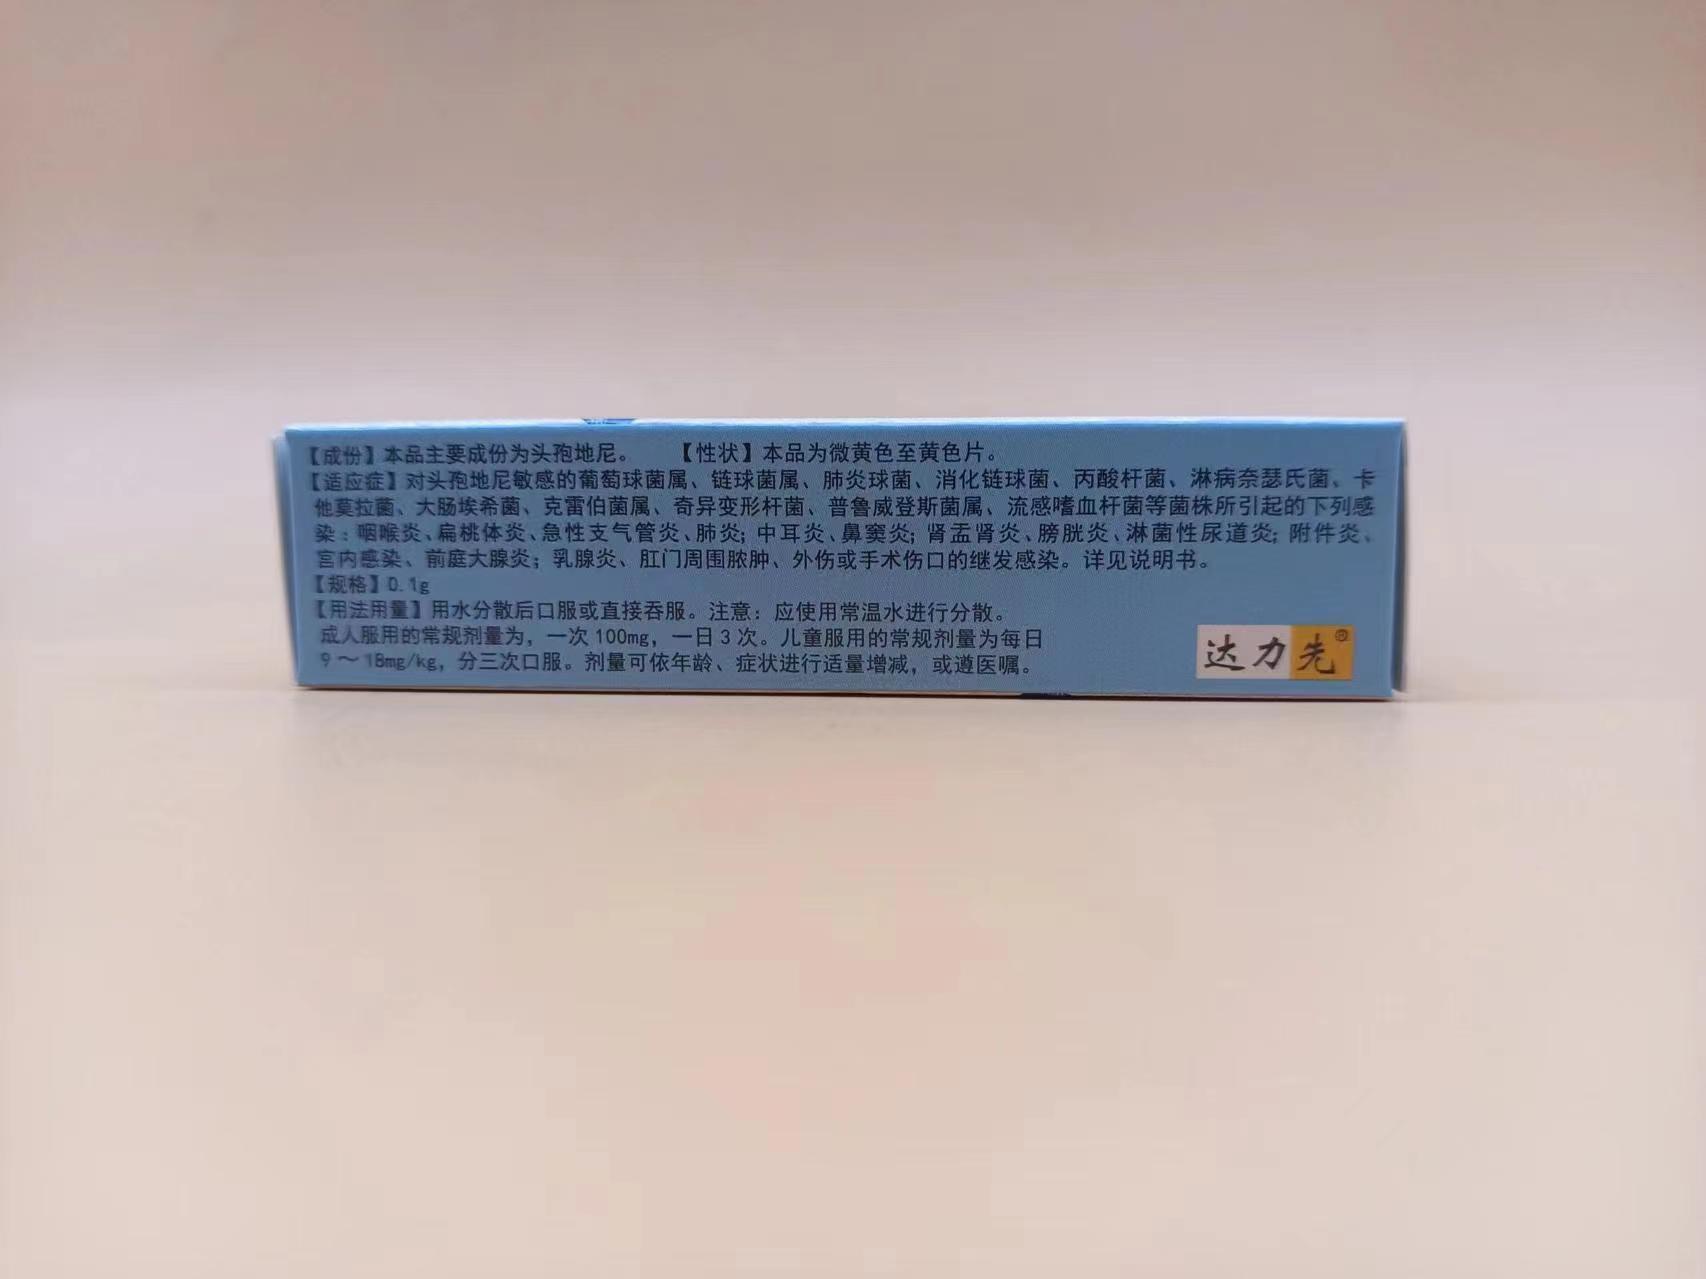 【成份】本品主要成份为头孢地尼。 【性状】本品为微黄色至黄色片。
【适应症】对头孢地尼敏感的葡萄球菌属、链球菌属、肺炎球菌、消化链球菌、丙酸杆菌、淋病奈瑟氏菌、卡
他莫拉菌、大肠埃希菌、克雷伯菌属、奇异变形杆菌、普鲁威登斯菌属、流感嗜血杆菌等菌株所引起的下列感
染:咽喉炎、扁桃体炎、急性支气管炎、肺炎;中耳炎、鼻窦炎;肾盂肾炎、膀胱炎、淋菌性尿道炎;附件炎、
宫内感染、前庭大腺炎;乳腺炎、肛门周围脓肿、外伤或手术伤口的继发感染。详见说明书。
【规格】0.1g
【用法用量】用水分散后口服或直接吞服。注意:应使用常温水进行分散。
成人服用的常规剂量为,一次100mg,一日3次。儿童服用的常规剂量为每日
9～18mg/kg,分三次口服。剂量可依年龄、症状进行适量增减,或遵医嘱。
达力先®